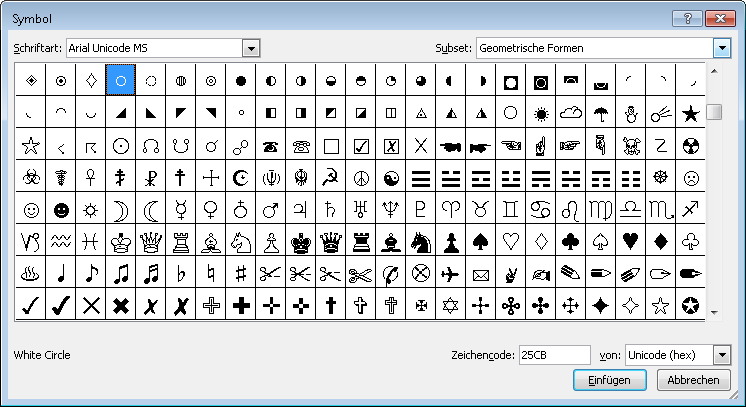 Symbol
Schriftart: Arial Unicode MS Subset: Geometrische Formen
White Circle
Zeichencode: 25CB von: Unicode (hex)
Einfügen Abbrechen